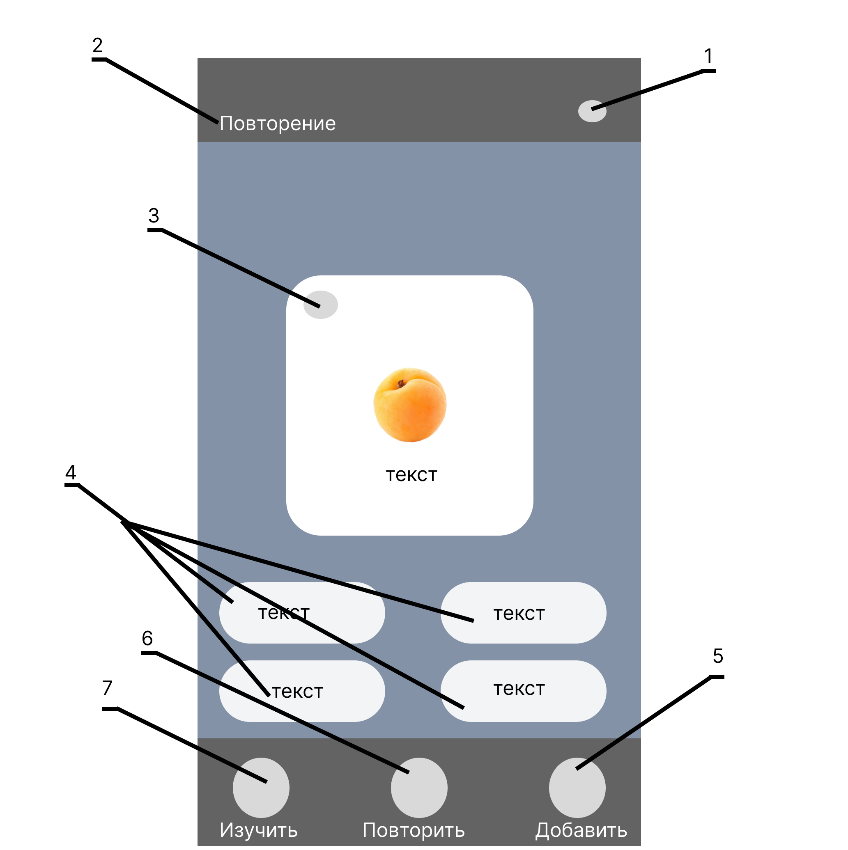 2
1
Повторение
3
текст
4
текст
текст
6
5
текст
текст
7
Изучить
Повторить
Добавить